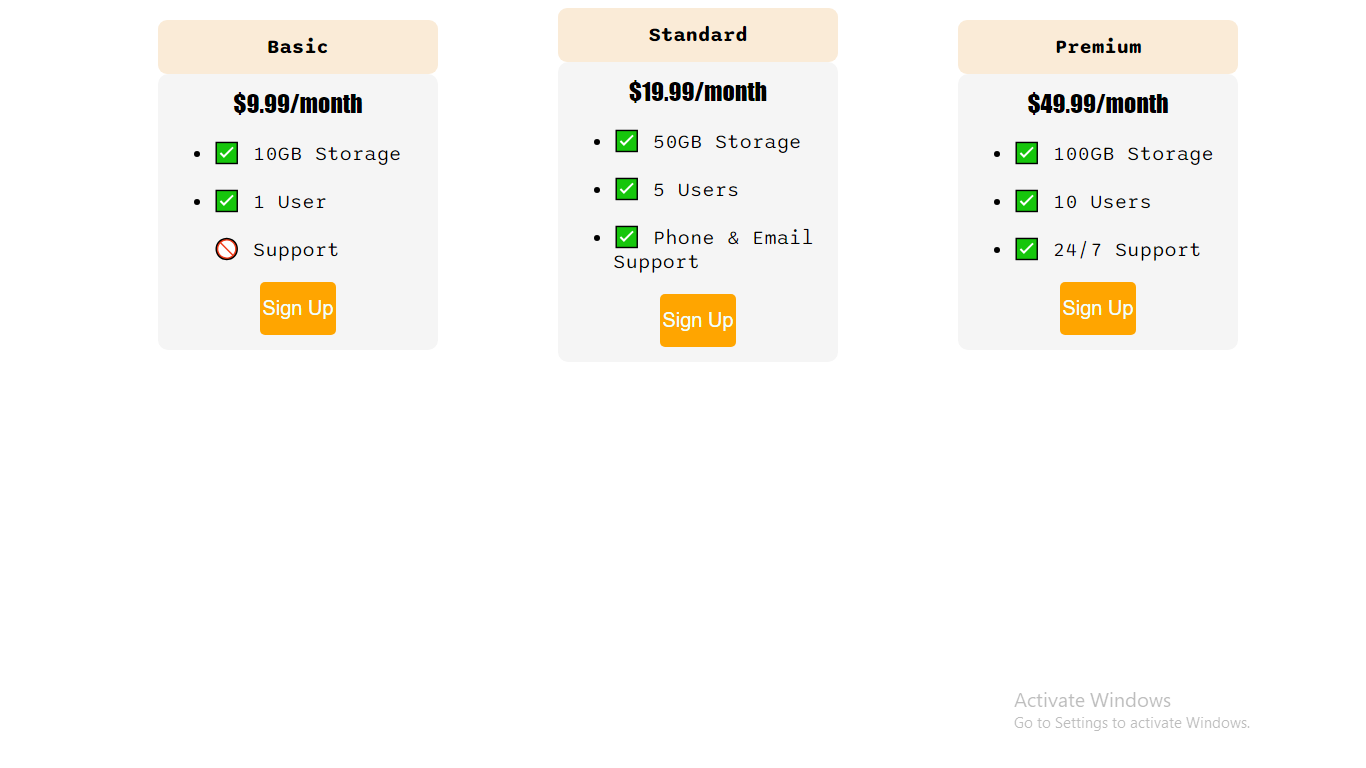 Basic
$9.99/month
• ✅ 10GB Storage
• ✅ 1 User
🚫 Support
Sign Up
Standard
$19.99/month
• ✅ 50GB Storage
• ✅ 5 Users
• ✅ Phone & Email
Support
Sign Up
Premium
$49.99/month
• ✅ 100GB Storage
• ✅ 10 Users
• ✅ 24/7 Support
Sign Up
Activate Windows
Go to Settings to activate Windows.